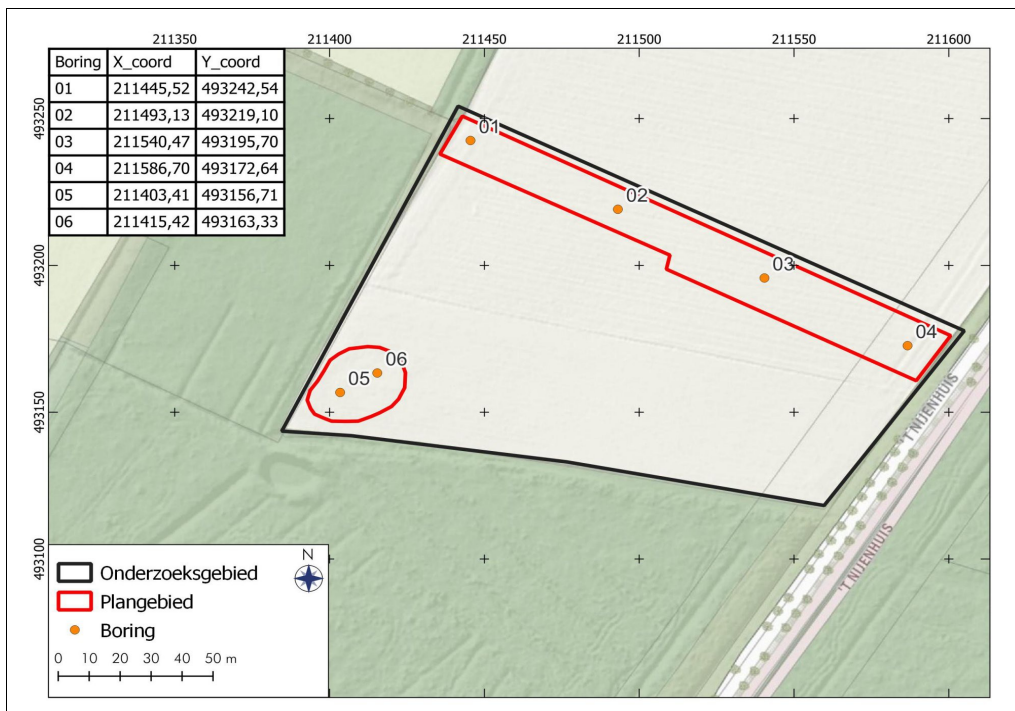 211350 211400 211450 211500 211550 211600
Boring X_coord Y_coord
01 211445,52 493242,54
02 211493,13 493219,10
03 211540,47 493195,70
04 211586,70 493172,64
05 211403,41 493156,71
06 211415,42 493163,33
493250
493200
493150
493100
01
02
03
04
06
05
'T NIJENHUIS
'T NIJENHUIS
N
Onderzoeksgebied
Plangebied
Boring
0 10 20 30 40 50 m